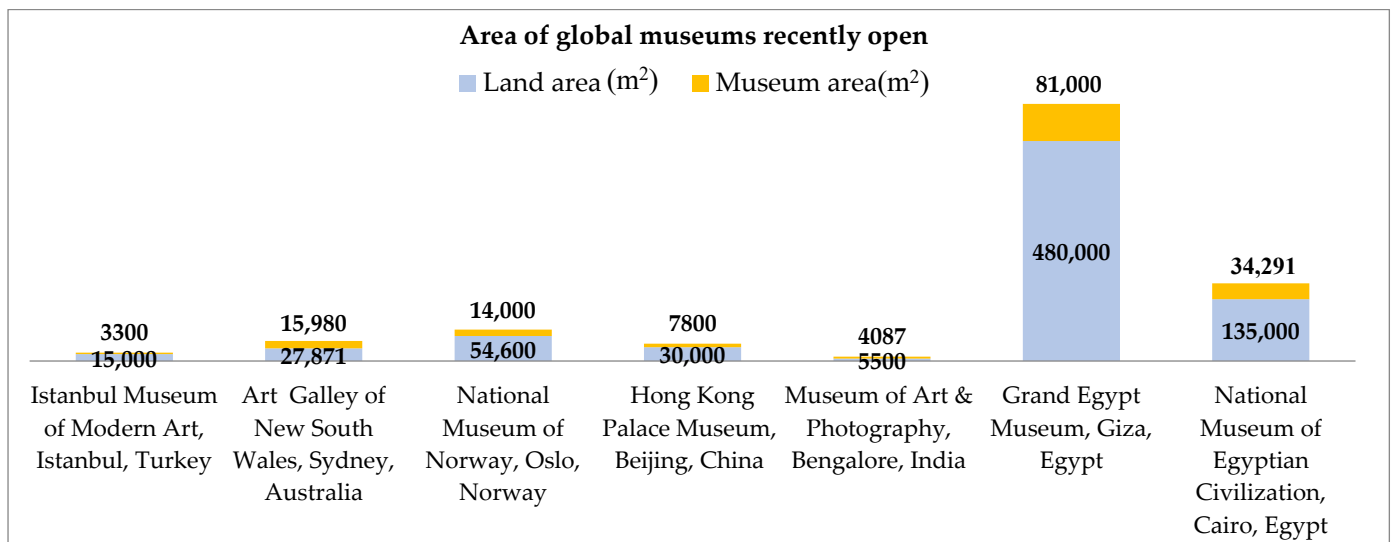 Area of global museums recently open
Land area (m²) Museum area(m²)
81,000
480,000
34,291
135,000
3300
15,000
15,980
27,871
14,000
54,600
7800
30,000
4087
5500
Istanbul Museum
of Modern Art,
Istanbul, Turkey
Art Galley of
New South
Wales, Sydney,
Australia
National
Museum of
Norway, Oslo,
Norway
Hong Kong
Palace Museum,
Beijing, China
Museum of Art &
Photography,
Bengalore, India
Grand Egypt
Museum, Giza,
Egypt
National
Museum of
Egyptian
Civilization,
Cairo, Egypt